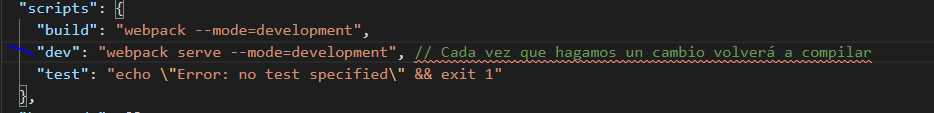 "scripts": {
"build": "webpack --mode=development",
"dev": "webpack serve --mode=development", // Cada vez que hagamos un cambio volverá a compilar
"test": "echo \"Error: no test specified\" && exit 1"
},